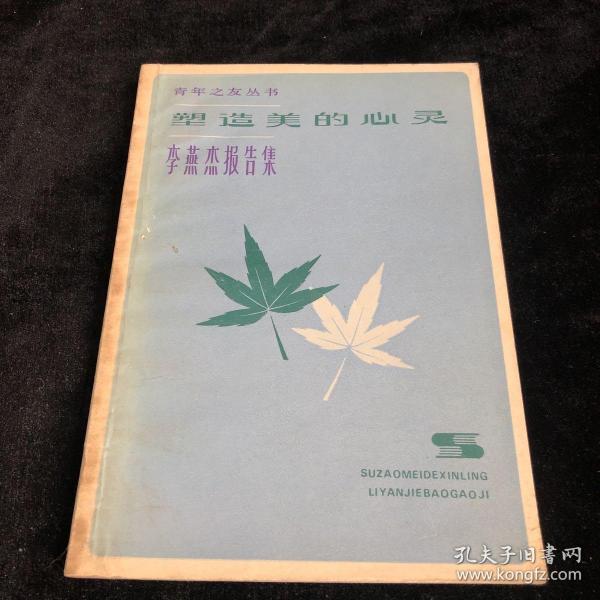 青年之友丛书
塑造美的心灵
李燕杰报告集
SUZAOMEIDEXINLING
LIYANJIEBAOGAOJI
孔夫子旧書网
www.kongfz.com